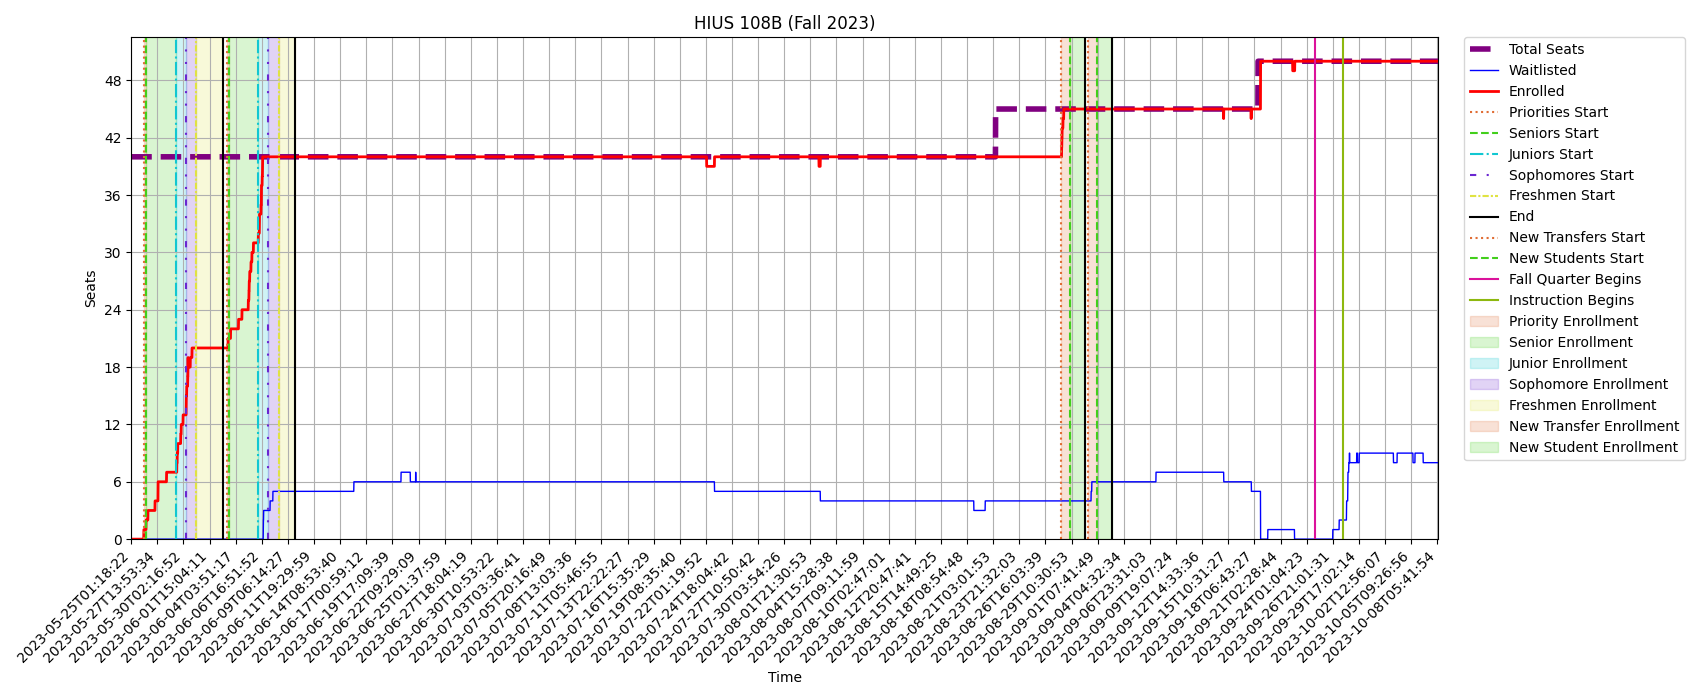 HIUS 108B (Fall 2023)
Seats
48
42
36
30
24
18
12
6
0
2023-05-25T01:18:22
2023-05-27T13:53:34
2023-05-30T02:16:52
2023-06-01T15:04:11
2023-06-04T03:51:17
2023-06-06T16:51:52
2023-06-09T06:14:27
2023-06-11T19:29:59
2023-06-14T08:53:40
2023-06-17T00:59:12
2023-06-19T17:09:39
2023-06-22T09:29:09
2023-06-25T01:37:59
2023-06-27T18:04:19
2023-06-30T10:53:22
2023-07-03T03:36:41
2023-07-05T20:16:49
2023-07-08T13:03:36
2023-07-11T05:46:55
2023-07-13T22:22:27
2023-07-16T15:35:29
2023-07-19T08:35:40
2023-07-22T01:19:52
2023-07-24T18:04:42
2023-07-27T10:50:42
2023-07-30T03:54:26
2023-08-01T21:30:53
2023-08-04T15:28:38
2023-08-07T09:11:59
2023-08-10T02:47:01
2023-08-12T20:47:41
2023-08-15T14:49:25
2023-08-18T08:54:48
2023-08-21T03:01:53
2023-08-23T21:32:03
2023-08-26T16:03:39
2023-08-29T11:30:53
2023-09-01T07:41:49
2023-09-04T04:32:34
2023-09-06T23:31:03
2023-09-09T19:07:24
2023-09-12T14:33:36
2023-09-15T10:31:27
2023-09-18T06:43:27
2023-09-21T02:28:44
2023-09-24T01:04:23
2023-09-26T21:01:31
2023-09-29T17:02:14
2023-10-02T12:56:07
2023-10-05T09:26:56
2023-10-08T05:41:54
Time
Total Seats
Waitlisted
Enrolled
Priorities Start
Seniors Start
Juniors Start
Sophomores Start
Freshmen Start
End
New Transfers Start
New Students Start
Fall Quarter Begins
Instruction Begins
Priority Enrollment
Senior Enrollment
Junior Enrollment
Sophomore Enrollment
Freshmen Enrollment
New Transfer Enrollment
New Student Enrollment